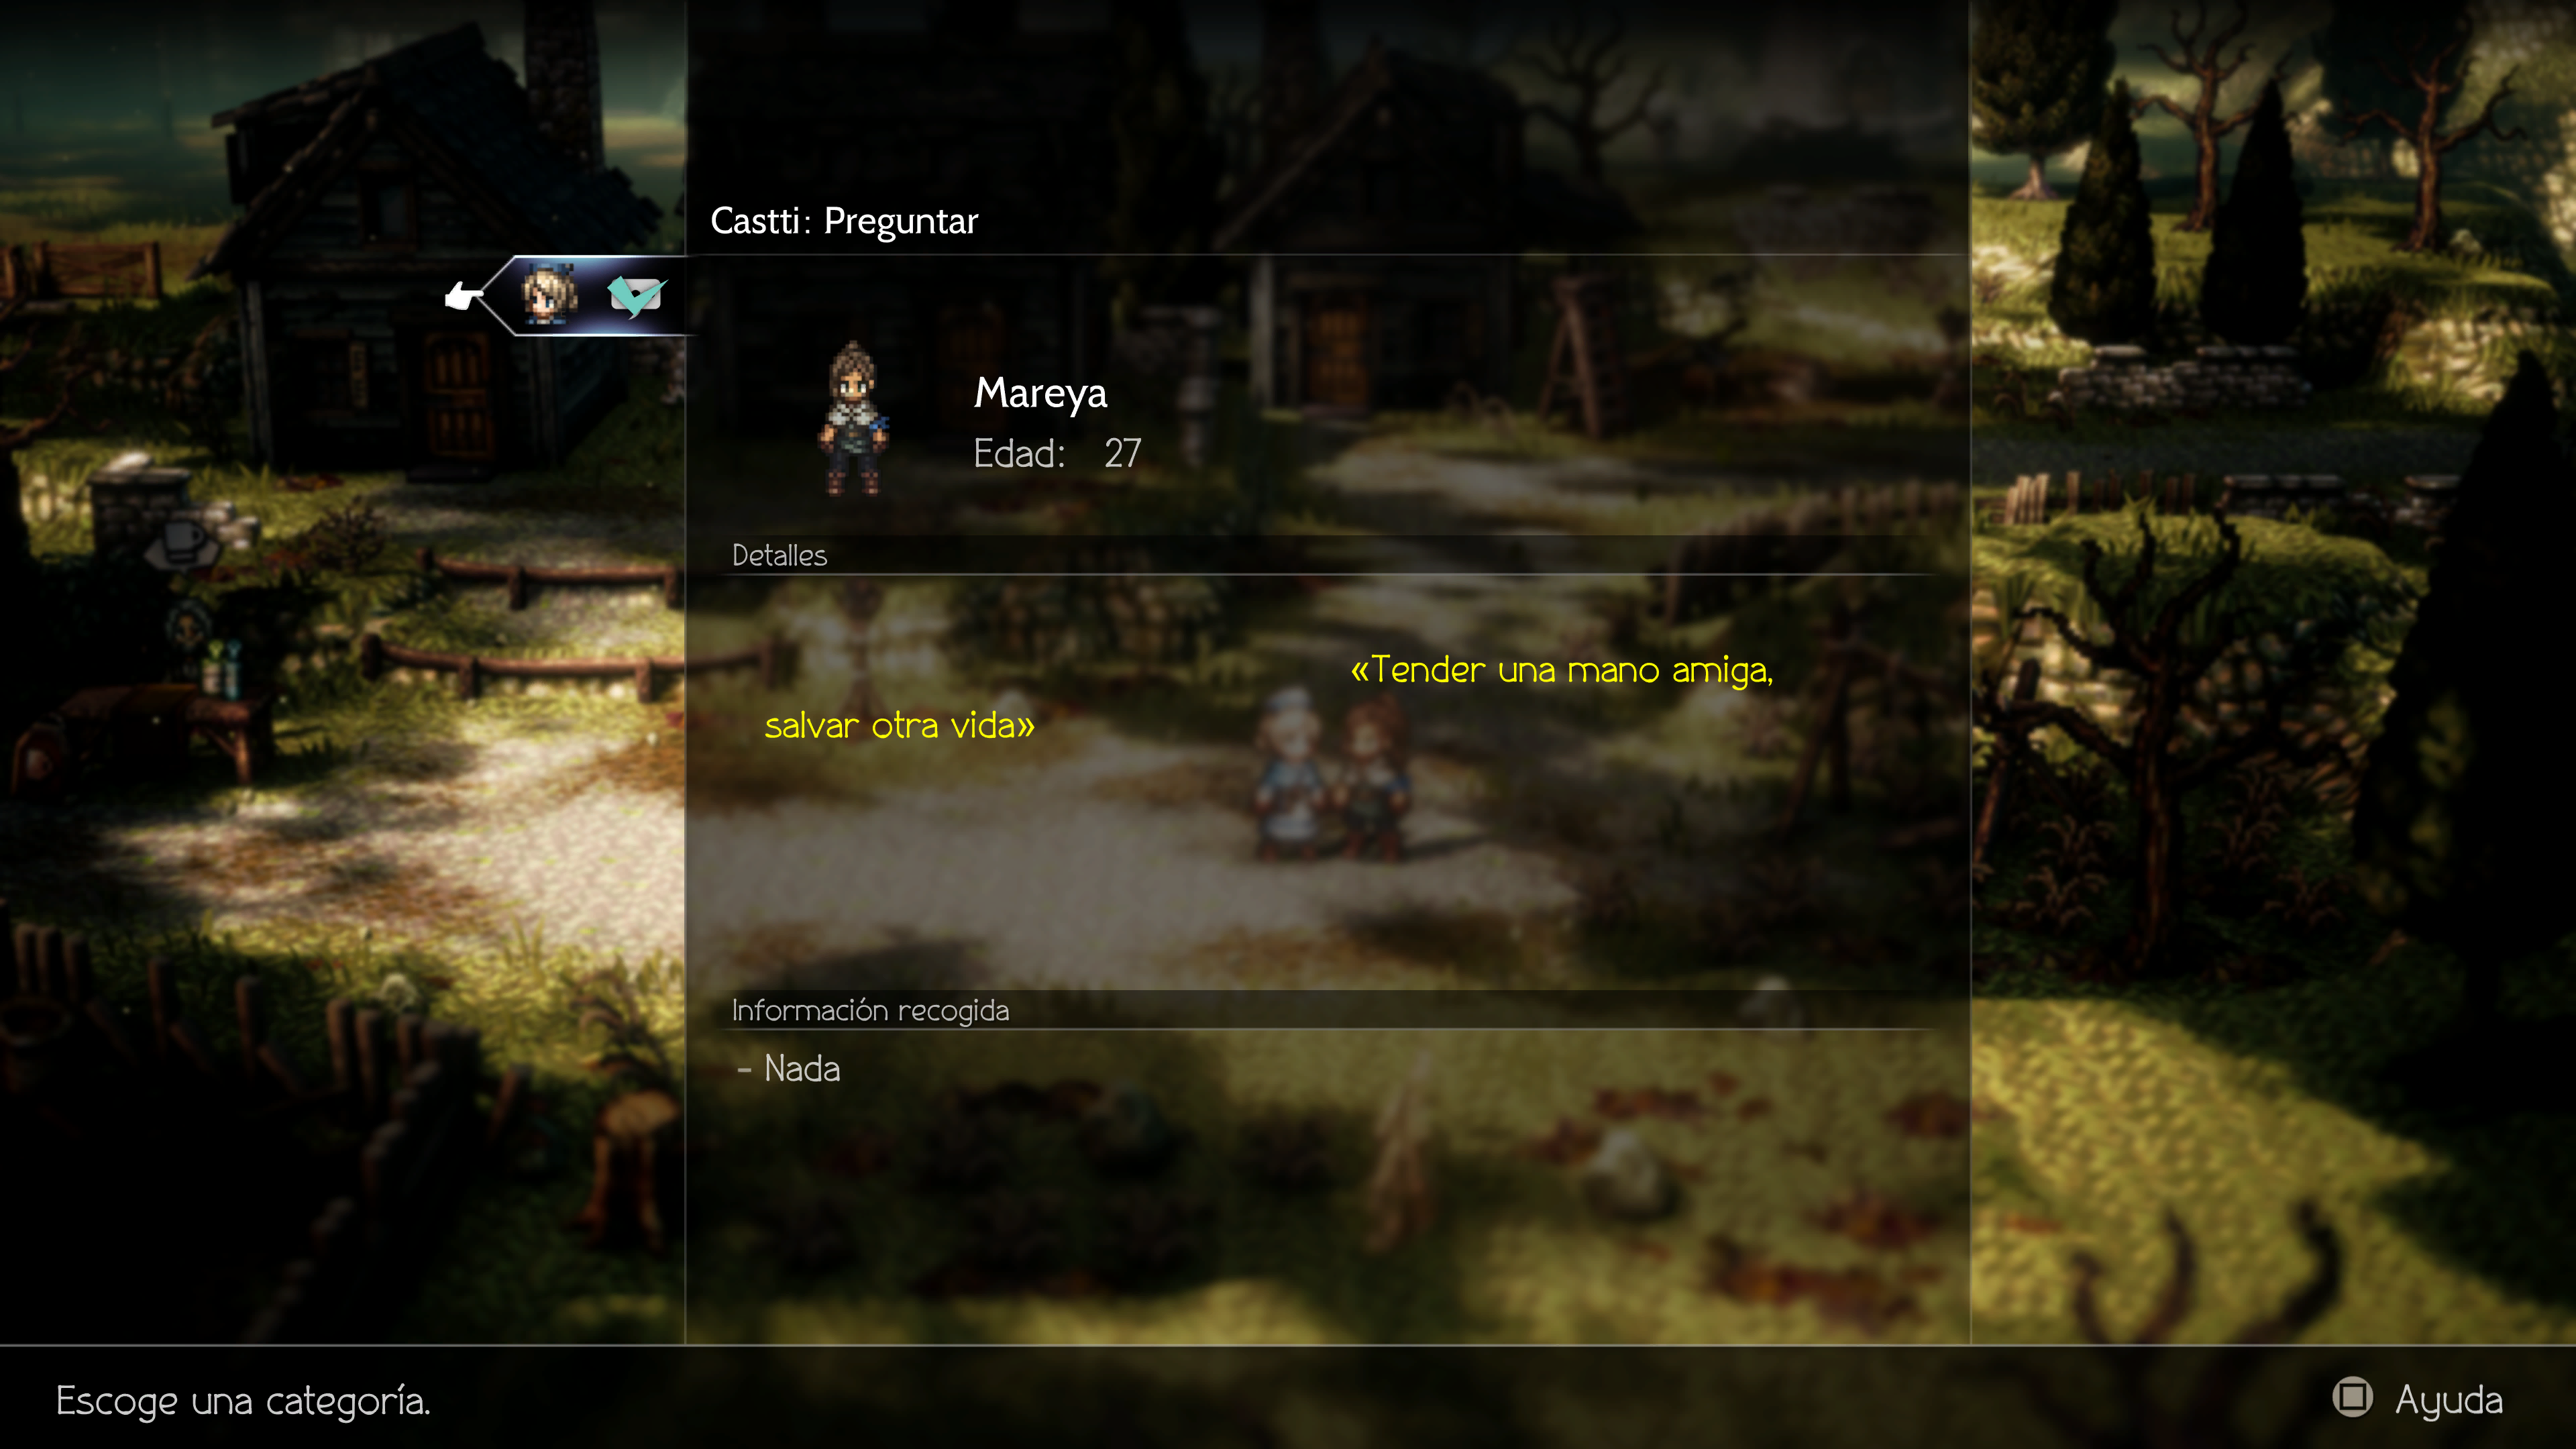 Castti: Preguntar
Mareya
Edad: 27
Detalles
«Tender una mano amiga,
salvar otra vida»
Información recogida
- Nada
Escoge una categoría.
Ayuda